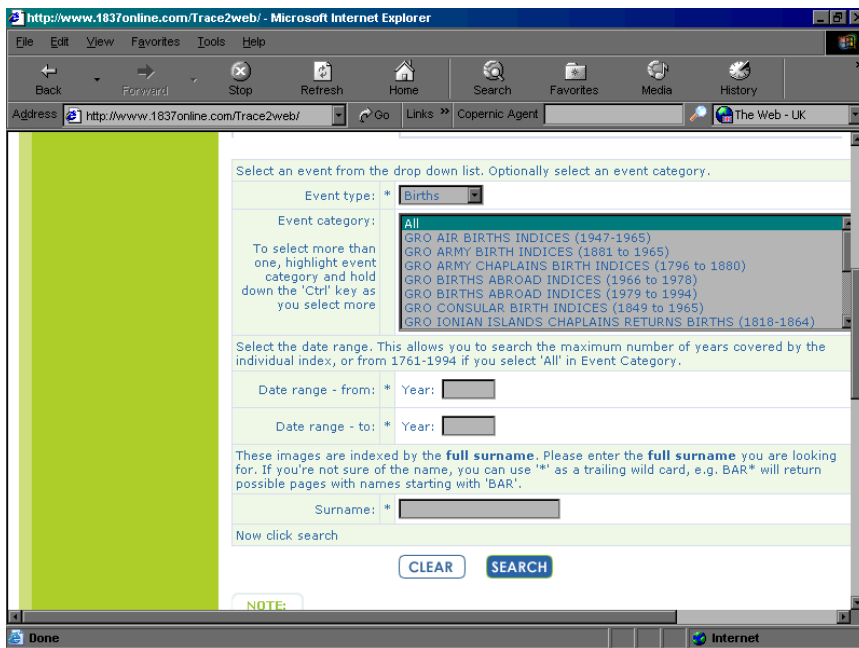 http://www.1837online.com/Trace2web/ - Microsoft Internet Explorer
File Edit View Favorites Tools Help
Back Forward Stop Refresh Home Search Favorites Media History
Address http://www.1837online.com/Trace2web/ Go Links » Copernic Agent The Web - UK
Select an event from the drop down list. Optionally select an event category.
Event type: * Births
Event category:
To select more than
one, highlight event
category and hold
down the 'Ctrl' key as
you select more
All
GRO AIR BIRTHS INDICES (1947-1965)
GRO ARMY BIRTH INDICES (1881 to 1965)
GRO ARMY CHAPLAINS BIRTH INDICES (1796 to 1880)
GRO BIRTHS ABROAD INDICES (1966 to 1978)
GRO BIRTHS ABROAD INDICES (1979 to 1994)
GRO CONSULAR BIRTH INDICES (1849 to 1965)
GRO IONIAN ISLANDS CHAPLAINS RETURNS BIRTHS (1818-1864)
Select the date range. This allows you to search the maximum number of years covered by the
individual index, or from 1761-1994 if you select 'All' in Event Category.
Date range - from: * Year:
Date range - to: * Year:
These images are indexed by the full surname. Please enter the full surname you are looking
for. If you're not sure of the name, you can use '*' as a trailing wild card, e.g. BAR* will return
possible pages with names starting with 'BAR'.
Surname: *
Now click search
CLEAR SEARCH
NOTE:
Done Internet